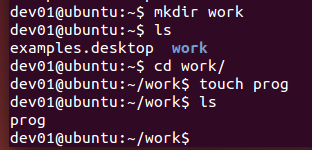 dev01@ubuntu:~$ mkdir work
dev01@ubuntu:~$ ls
examples.desktop  work
dev01@ubuntu:~$ cd work/
dev01@ubuntu:~/work$ touch prog
dev01@ubuntu:~/work$ ls
prog
dev01@ubuntu:~/work$